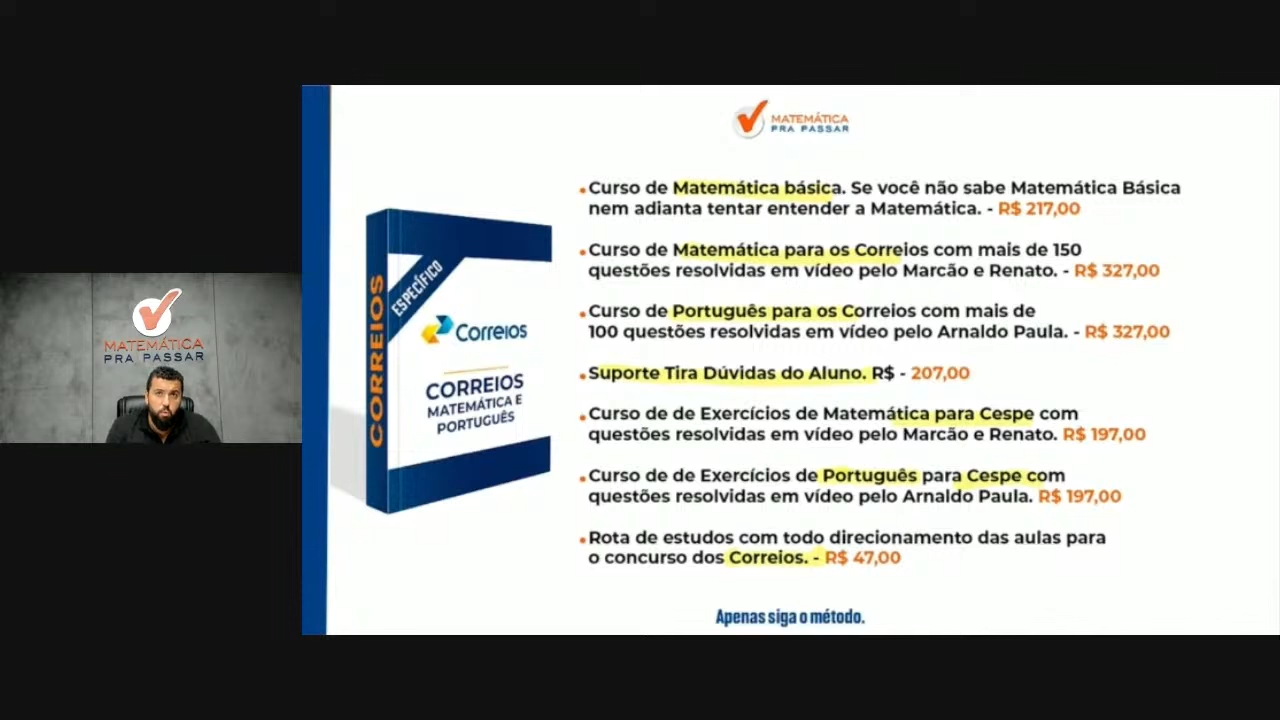 MATEMÁTICA
PRA PASSAR
MATEMÁTICA
PRA PASSAR
CORREIOS
ESPECÍFICO
Correios
CORREIOS
MATEMÁTICA E
PORTUGUÊS
Curso de Matemática básica. Se você não sabe Matemática Básica
nem adianta tentar entender a Matemática. - R$ 217,00
Curso de Matemática para os Correios com mais de 150
questões resolvidas em vídeo pelo Marcão e Renato. - R$ 327,00
Curso de Português para os Correios com mais de
100 questões resolvidas em vídeo pelo Arnaldo Paula. - R$ 327,00
Suporte Tira Dúvidas do Aluno. R$ - 207,00
Curso de de Exercícios de Matemática para Cespe com
questões resolvidas em vídeo pelo Marcão e Renato. R$ 197,00
Curso de de Exercícios de Português para Cespe com
questões resolvidas em vídeo pelo Arnaldo Paula. R$ 197,00
Rota de estudos com todo direcionamento das aulas para
o concurso dos Correios. - R$ 47,00
Apenas siga o método.